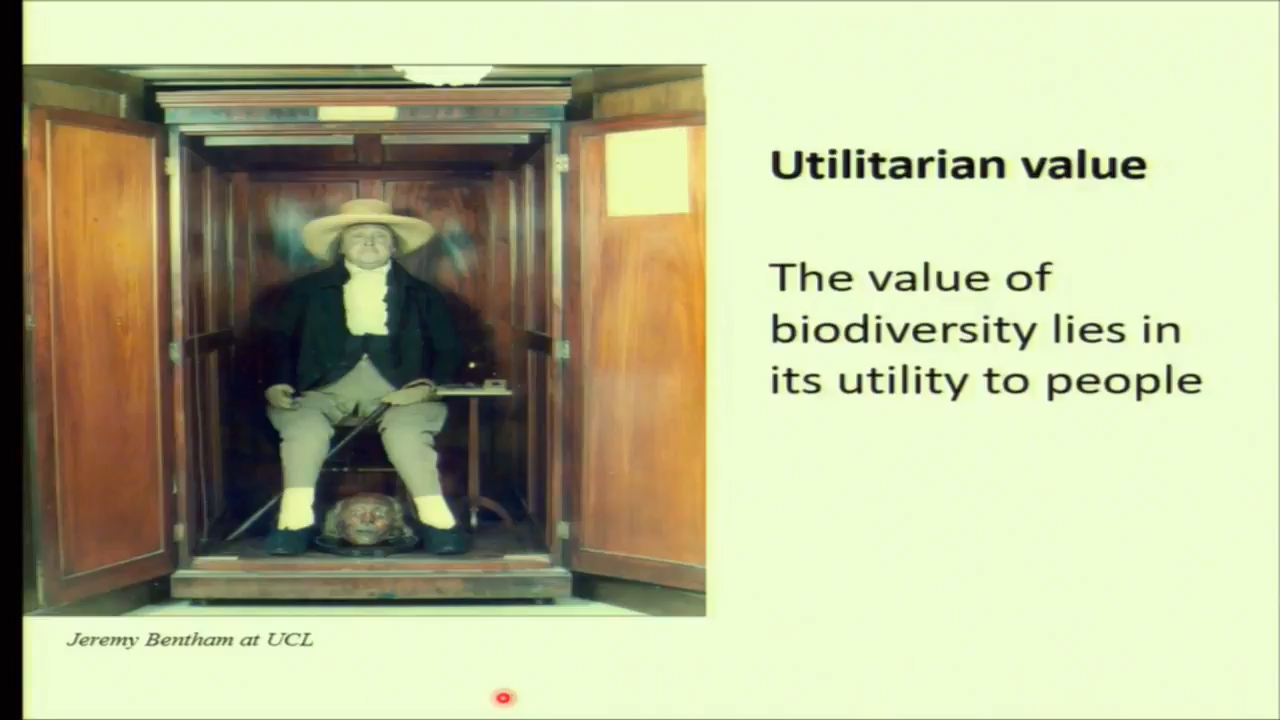 Utilitarian value
The value of
biodiversity lies in
its utility to people
Jeremy Bentham at UCL